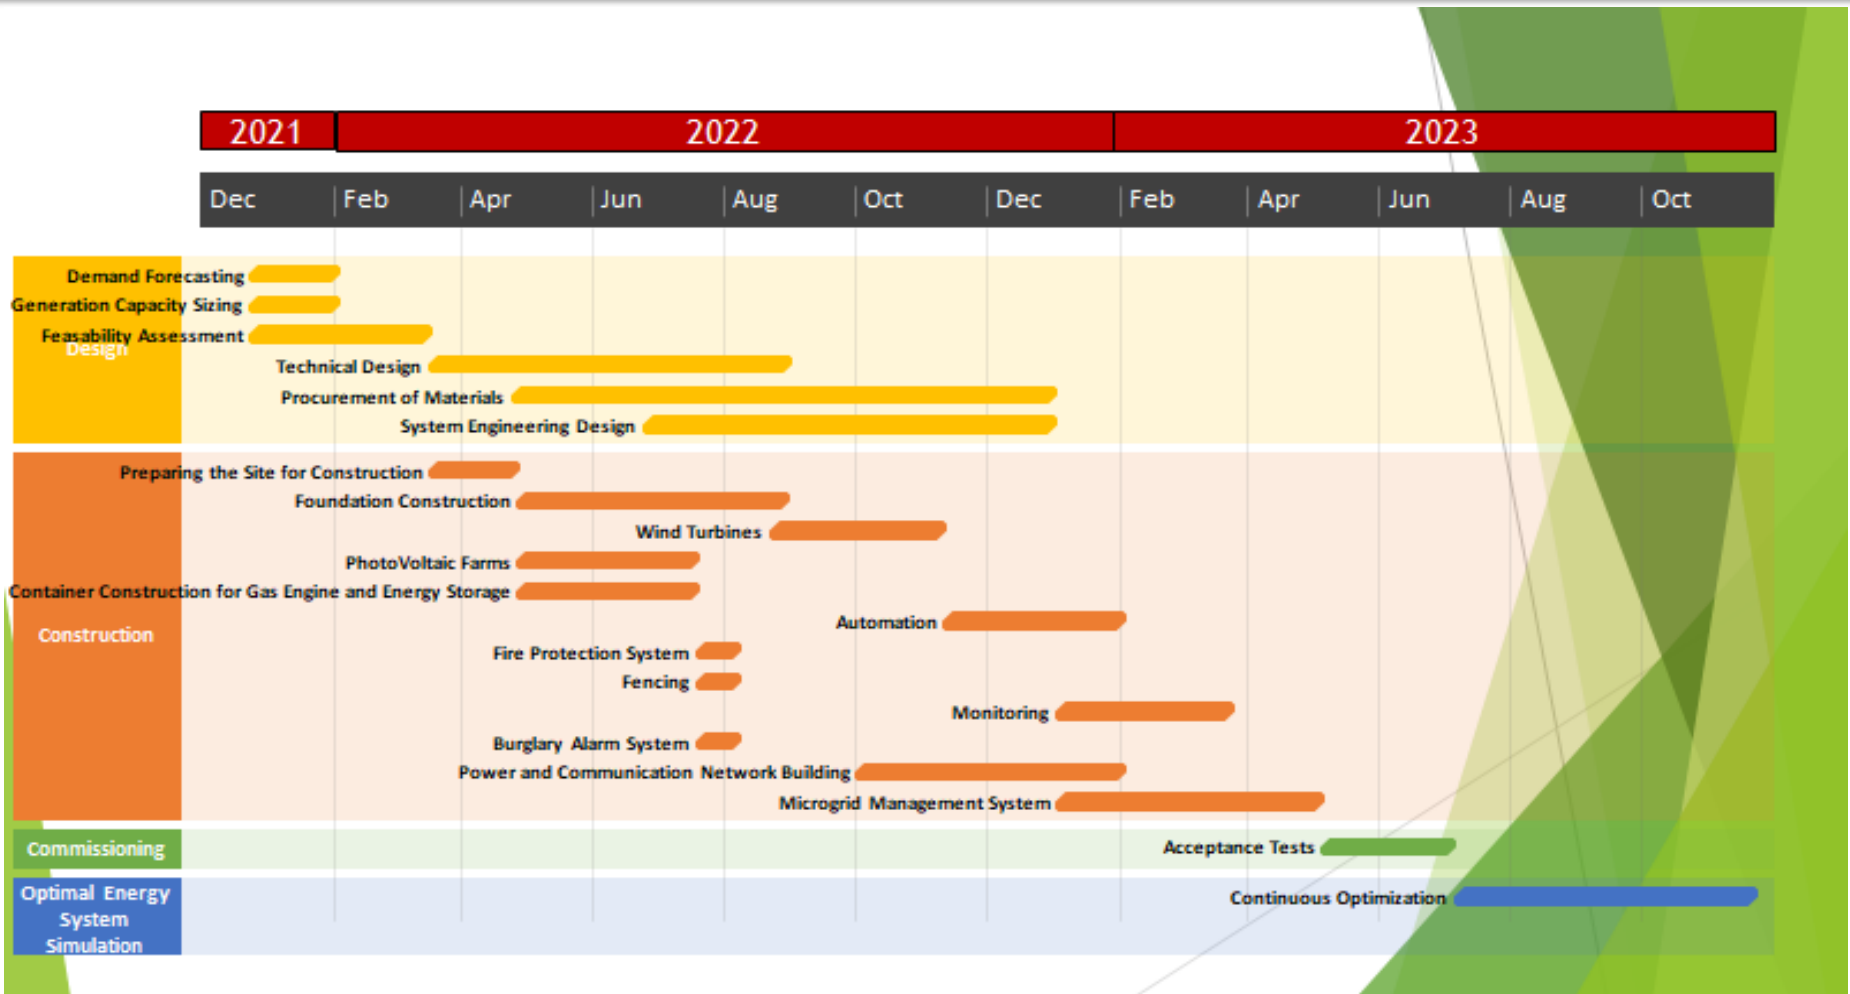 2021 2022 2023
Dec Feb Apr Jun Aug Oct Dec Feb Apr Jun Aug Oct
Demand Forecasting
Generation Capacity Sizing
Feasability Assessment
Design
Technical Design
Procurement of Materials
System Engineering Design
Preparing the Site for Construction
Foundation Construction
Wind Turbines
PhotoVoltaic Farms
Container Construction for Gas Engine and Energy Storage
Automation
Construction
Fire Protection System
Fencing
Monitoring
Burglary Alarm System
Power and Communication Network Building
Microgrid Management System
Commissioning
Acceptance Tests
Optimal Energy
System
Simulation
Continuous Optimization